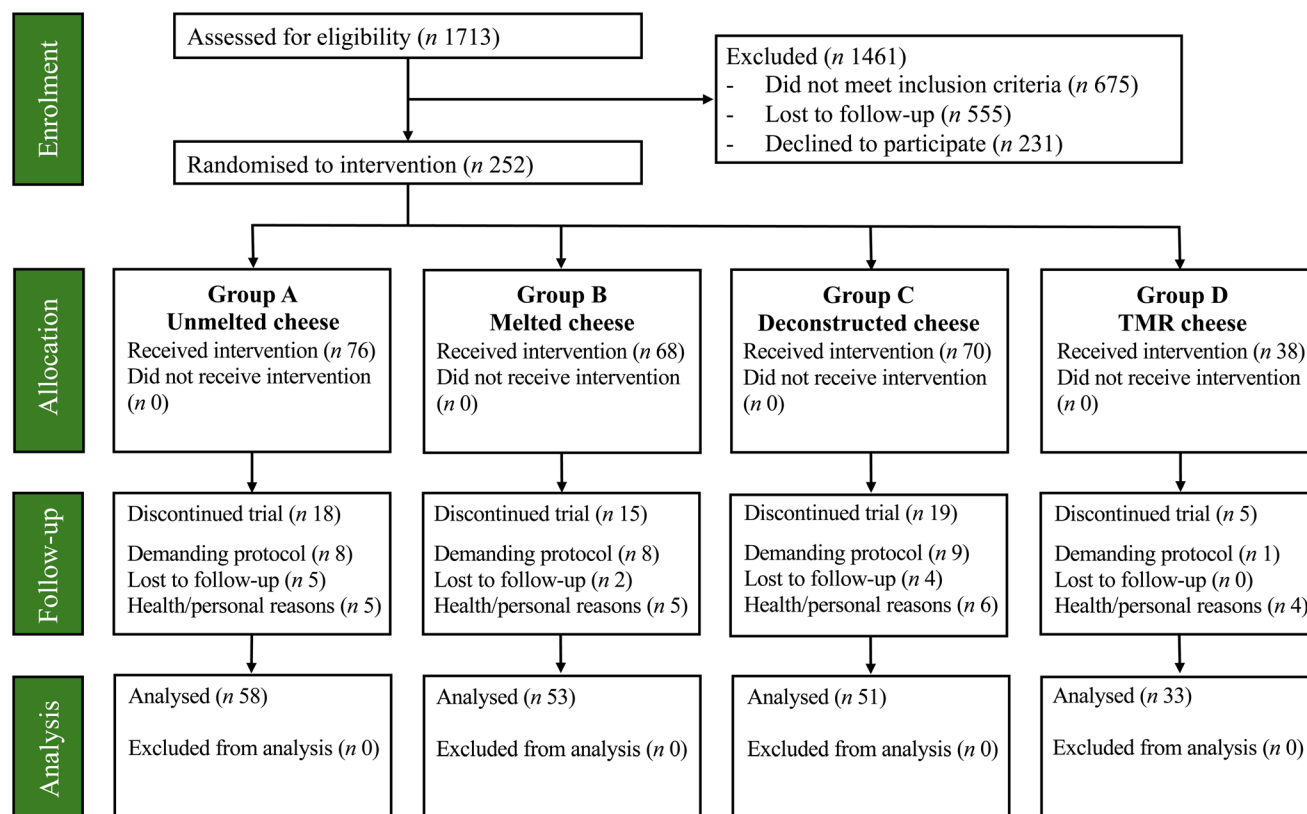 Enrolment
Assessed for eligibility (n 1713)
Excluded (n 1461)
- Did not meet inclusion criteria (n 675)
- Lost to follow-up (n 555)
- Declined to participate (n 231)
Randomised to intervention (n 252)
Allocation
Group A
Unmelted cheese
Received intervention (n 76)
Did not receive intervention
(n 0)
Group B
Melted cheese
Received intervention (n 68)
Did not receive intervention
(n 0)
Group C
Deconstructed cheese
Received intervention (n 70)
Did not receive intervention
(n 0)
Group D
TMR cheese
Received intervention (n 38)
Did not receive intervention
(n 0)
Follow-up
Discontinued trial (n 18)
Demanding protocol (n 8)
Lost to follow-up (n 5)
Health/personal reasons (n 5)
Discontinued trial (n 15)
Demanding protocol (n 8)
Lost to follow-up (n 2)
Health/personal reasons (n 5)
Discontinued trial (n 19)
Demanding protocol (n 9)
Lost to follow-up (n 4)
Health/personal reasons (n 6)
Discontinued trial (n 5)
Demanding protocol (n 1)
Lost to follow-up (n 0)
Health/personal reasons (n 4)
Analysis
Analysed (n 58)
Excluded from analysis (n 0)
Analysed (n 53)
Excluded from analysis (n 0)
Analysed (n 51)
Excluded from analysis (n 0)
Analysed (n 33)
Excluded from analysis (n 0)